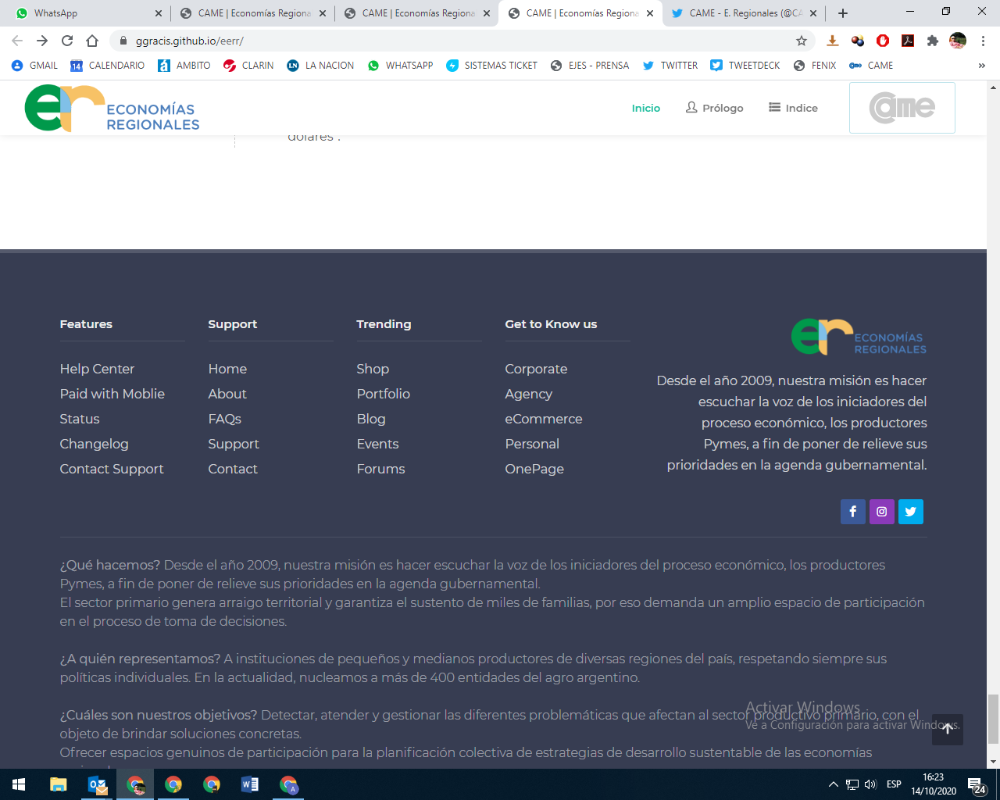 WhatsApp
CAME | Economías Regiona
CAME | Economías Regiona
CAME | Economías Regiona
CAME - E. Regionales (@CA
ggracis.github.io/eerr/
GMAIL
CALENDARIO
AMBITO
CLARIN
LA NACION
WHATSAPP
SISTEMAS TICKET
EJES - PRENSA
TWITTER
TWEETDECK
FENIX
CAME
»
er ECONOMÍAS
REGIONALES
Inicio
Prólogo
Indice
came
dólares".
Features
Help Center
Paid with Moblie
Status
Changelog
Contact Support
Support
Home
About
FAQs
Support
Contact
Trending
Shop
Portfolio
Blog
Events
Forums
Get to Know us
Corporate
Agency
eCommerce
Personal
OnePage
er ECONOMÍAS
REGIONALES
Desde el año 2009, nuestra misión es hacer
escuchar la voz de los iniciadores del
proceso económico, los productores
Pymes, a fin de poner de relieve sus
prioridades en la agenda gubernamental.
¿Qué hacemos? Desde el año 2009, nuestra misión es hacer escuchar la voz de los iniciadores del proceso económico, los productores
Pymes, a fin de poner de relieve sus prioridades en la agenda gubernamental.
El sector primario genera arraigo territorial y garantiza el sustento de miles de familias, por eso demanda un amplio espacio de participación
en el proceso de toma de decisiones.
¿A quién representamos? A instituciones de pequeños y medianos productores de diversas regiones del país, respetando siempre sus
políticas individuales. En la actualidad, nucleamos a más de 400 entidades del agro argentino.
¿Cuáles son nuestros objetivos? Detectar, atender y gestionar las diferentes problemáticas que afectan al sector productivo primario, con el
objeto de brindar soluciones concretas.
Ofrecer espacios genuinos de participación para la planificación colectiva de estrategias de desarrollo sustentable de las economías
Activar Windows
Ve a Configuración para activar Windows.
ESP
16:23
14/10/2020
24